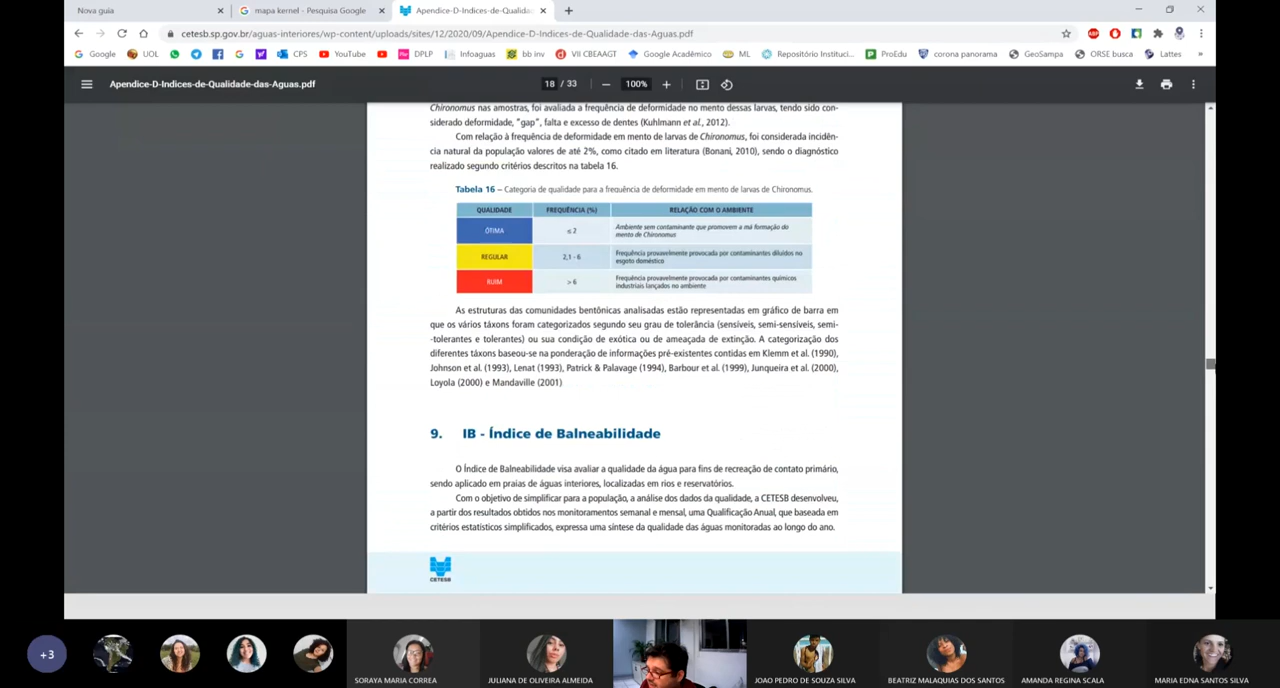 Nova guia
mapa kernel - Pesquisa Google
Apendice-D-Indices-de-Qualida
cetesb.sp.gov.br/aguas-interiores/wp-content/uploads/sites/12/2020/09/Apendice-D-Indices-de-Qualidade-das-Aguas.pdf
Google UOL YouTube DPLP Infoaguas bb inv VII CBEAAGT Google Acadêmico ML Repositório Instituci... ProEdu corona panorama GeoSampa ORSE busca Lattes »
CPS
Apendice-D-Indices-de-Qualidade-das-Aguas.pdf
18 / 33
100%
Chironomus nas amostras, foi avaliada a frequência de deformidade no mento dessas larvas, tendo sido con-
siderado deformidade, "gap", falta e excesso de dentes (Kuhlmann et al., 2012).
Com relação à frequência de deformidade em mento de larvas de Chironomus, foi considerada incidên-
cia natural da população valores de até 2%, como citado em literatura (Bonani, 2010), sendo o diagnóstico
realizado segundo critérios descritos na tabela 16.
Tabela 16 – Categoria de qualidade para a frequência de deformidade em mento de larvas de Chironomus.
QUALIDADE FREQUÊNCIA (%) RELAÇÃO COM O AMBIENTE
ÓTIMA ≤ 2 Ambiente sem contaminante que promovem a má formação do
mento de Chironomus
REGULAR 2,1 - 6 Frequência provavelmente provocada por contaminantes diluídos no
esgoto doméstico
RUIM > 6 Frequência provavelmente provocada por contaminantes químicos
industriais lançados no ambiente
As estruturas das comunidades bentônicas analisadas estão representadas em gráfico de barra em
que os vários táxons foram categorizados segundo seu grau de tolerância (sensíveis, semi-sensíveis, semi-
-tolerantes e tolerantes) ou sua condição de exótica ou de ameaçada de extinção. A categorização dos
diferentes táxons baseou-se na ponderação de informações pré-existentes contidas em Klemm et al. (1990),
Johnson et al. (1993), Lenat (1993), Patrick & Palavage (1994), Barbour et al. (1999), Junqueira et al. (2000),
Loyola (2000) e Mandaville (2001)
9. IB - Índice de Balneabilidade
O Índice de Balneabilidade visa avaliar a qualidade da água para fins de recreação de contato primário,
sendo aplicado em praias de águas interiores, localizadas em rios e reservatórios.
Com o objetivo de simplificar para a população, a análise dos dados da qualidade, a CETESB desenvolveu,
a partir dos resultados obtidos nos monitoramentos semanal e mensal, uma Qualificação Anual, que baseada em
critérios estatísticos simplificados, expressa uma síntese da qualidade das águas monitoradas ao longo do ano.
CETESB
+3
SORAYA MARIA CORREA
JULIANA DE OLIVEIRA ALMEIDA
JOAO PEDRO DE SOUZA SILVA
BEATRIZ MALAQUIAS DOS SANTOS
AMANDA REGINA SCALA
MARIA EDNA SANTOS SILVA